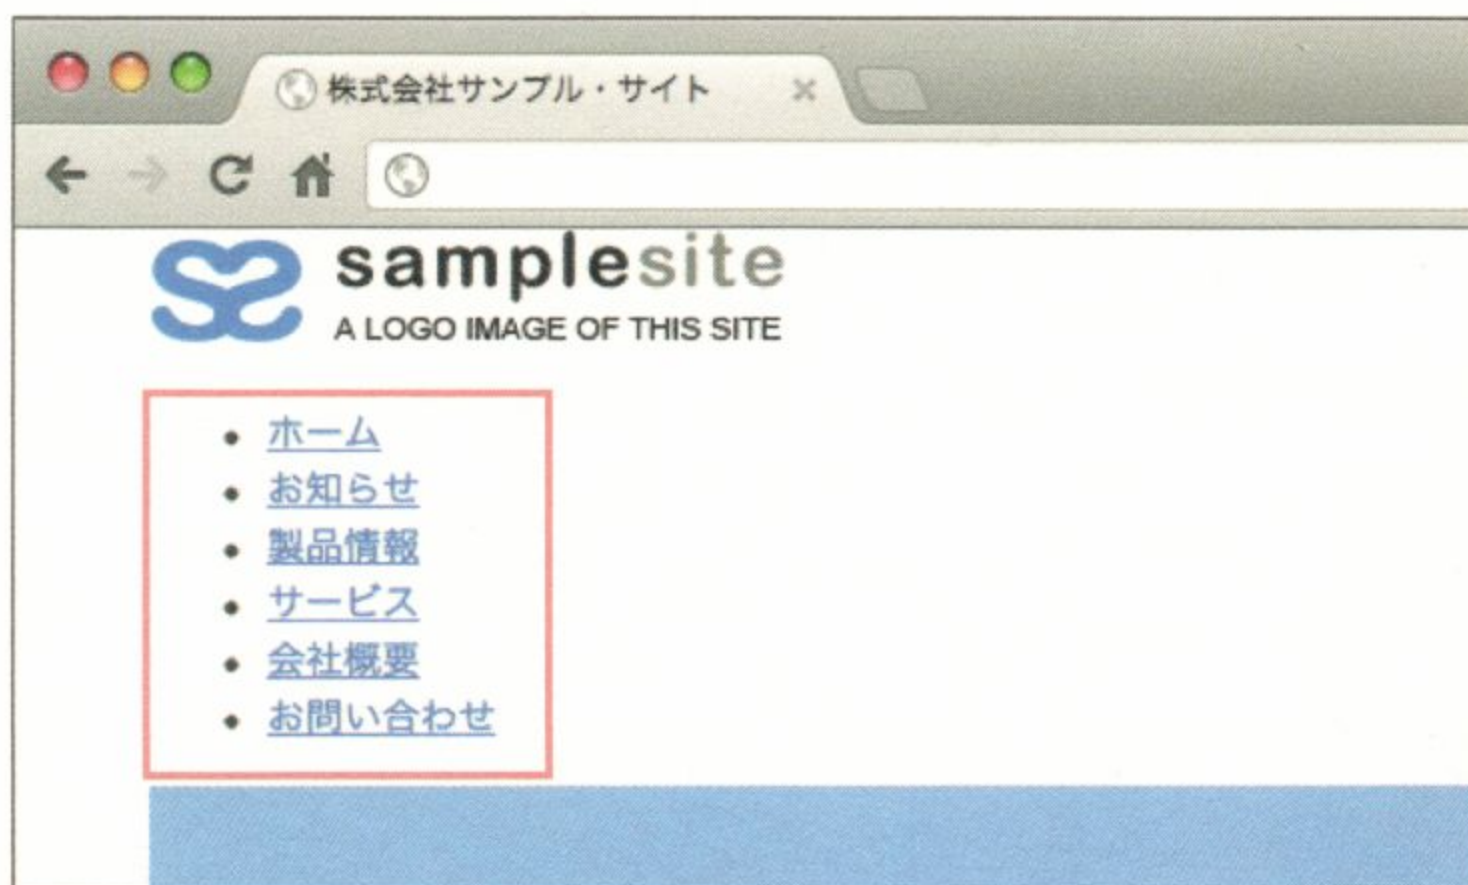 株式会社サンプル・サイト
samplesite
A LOGO IMAGE OF THIS SITE
ホーム
お知らせ
製品情報
サービス
会社概要
お問い合わせ